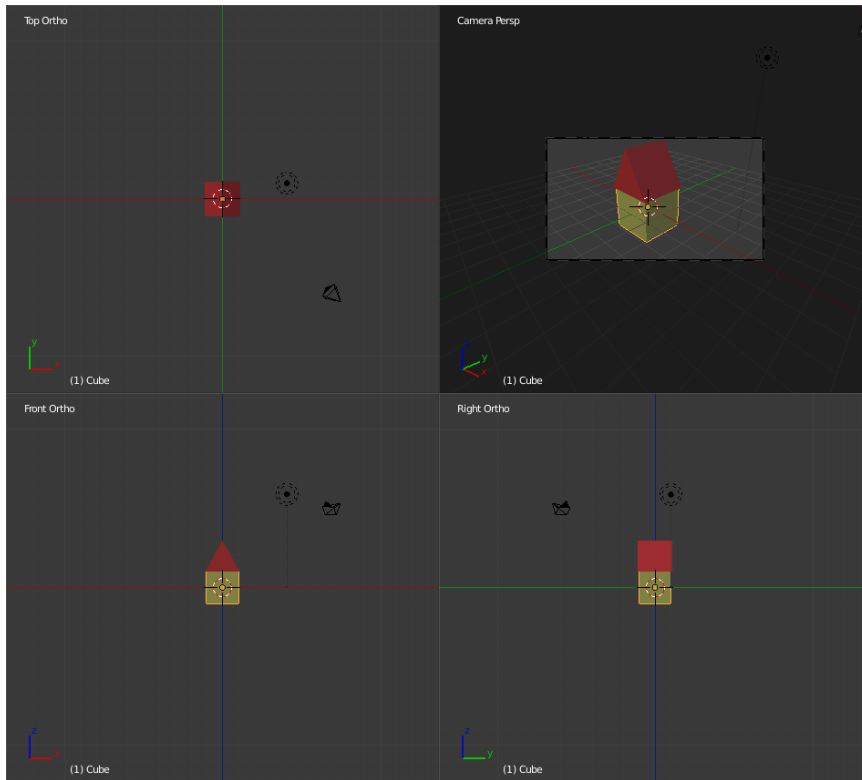 Top Ortho
y
x
(1) Cube
Camera Persp
z
y
x
(1) Cube
Front Ortho
z
x
(1) Cube
Right Ortho
z
y
(1) Cube